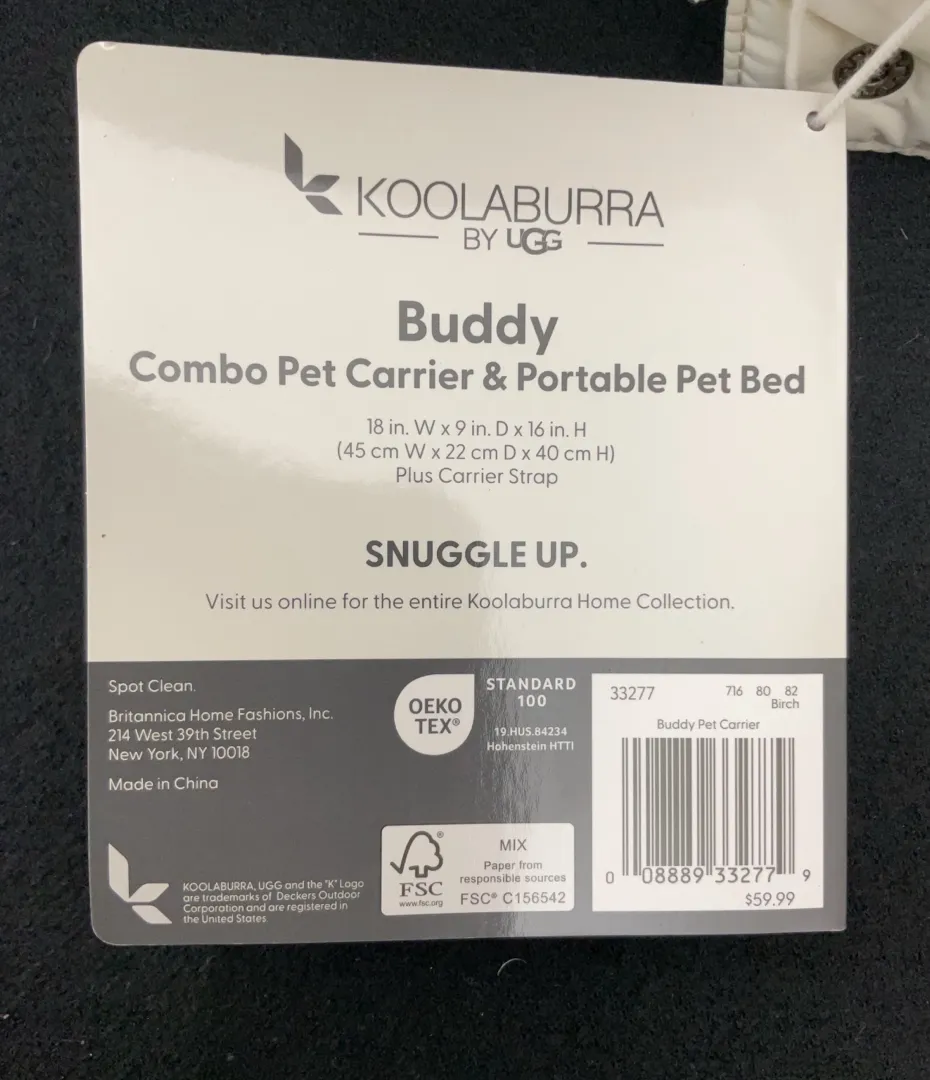 KOOLABURRA
BY UGG
Buddy
Combo Pet Carrier & Portable Pet Bed
18 in. W x 9 in. D x 16 in. H
(45 cm W x 22 cm D x 40 cm H)
Plus Carrier Strap
SNUGGLE UP.
Visit us online for the entire Koolaburra Home Collection.
Spot Clean.
Britannica Home Fashions, Inc.
214 West 39th Street
New York, NY 10018
Made in China
KOOLABURRA, UGG and the "K" Logo
are trademarks of Deckers Outdoor
Corporation and are registered in
the United States.
OEKO
TEX®
STANDARD
100
19.HUS.84234
Hohenstein HTTI
®
FSC
www.fsc.org
MIX
Paper from
responsible sources
FSC® C156542
33277 716 80 82
Birch
Buddy Pet Carrier
0 08889 33277 9
$59.99